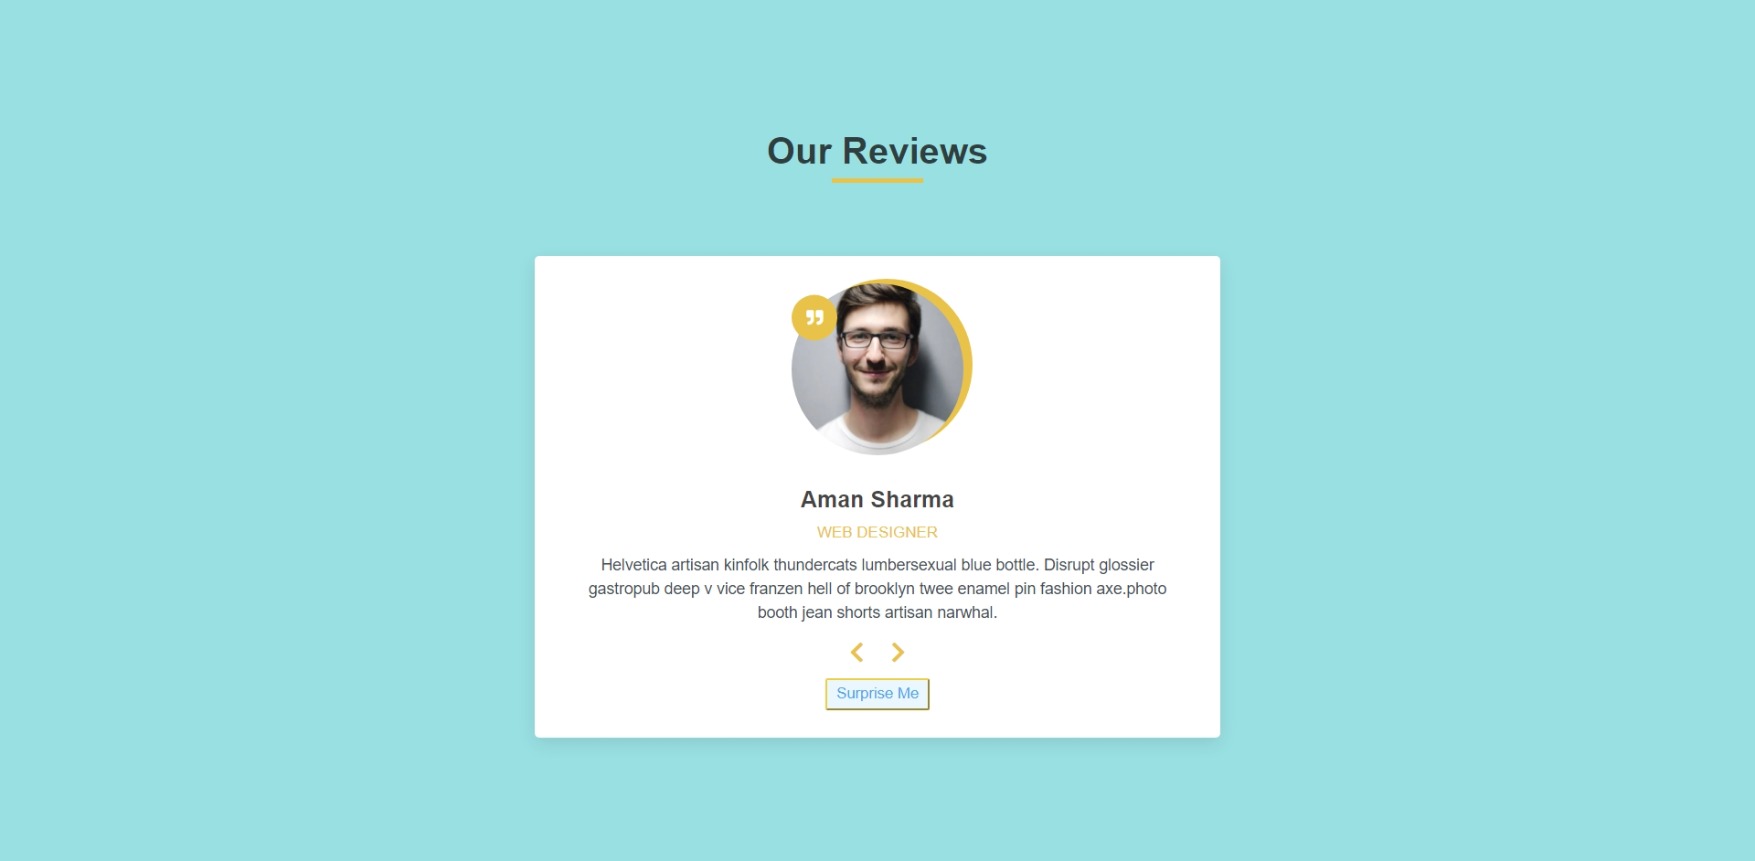 Our Reviews
Aman Sharma
WEB DESIGNER
Helvetica artisan kinfolk thundercats lumbersexual blue bottle. Disrupt glossier
gastropub deep v vice franzen hell of brooklyn twee enamel pin fashion axe.photo
booth jean shorts artisan narwhal.
Surprise Me